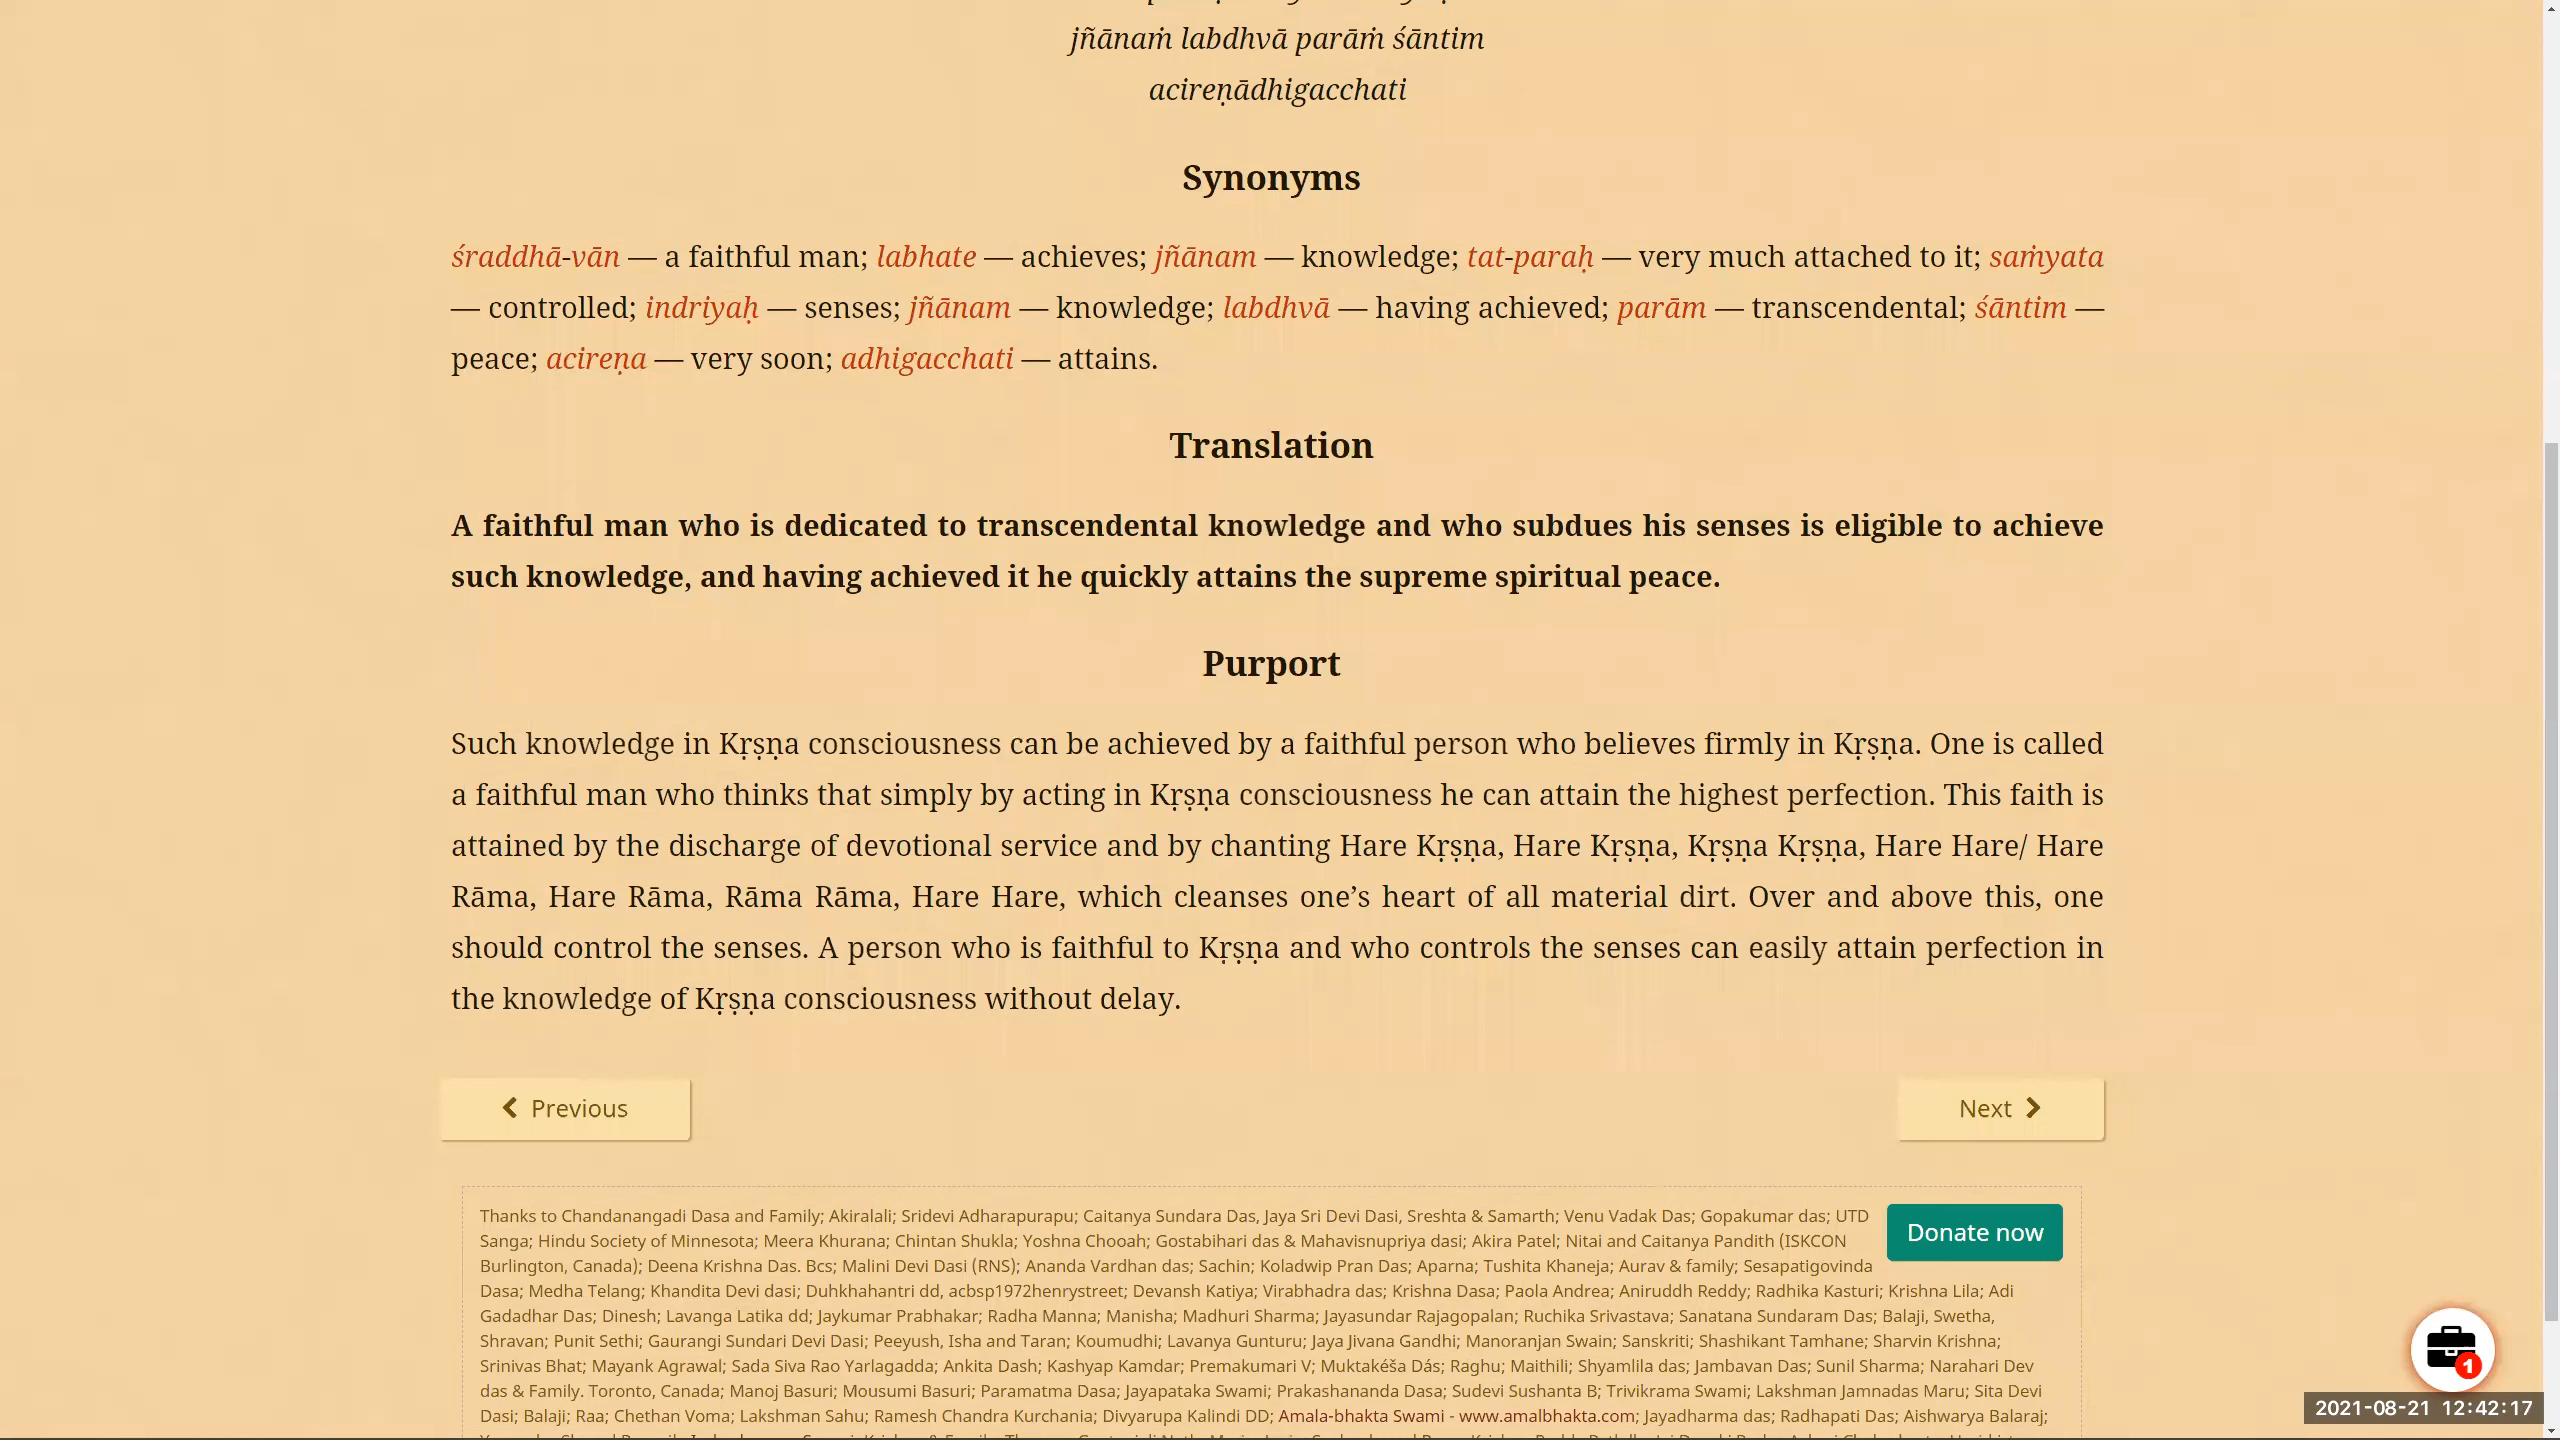 jñānaṁ labdhvā parāṁ śāntim
acireṇādhigacchati
Synonyms
śraddhā-vān — a faithful man; labhate — achieves; jñānam — knowledge; tat-paraḥ — very much attached to it; saṁyata
— controlled; indriyaḥ — senses; jñānam — knowledge; labdhvā — having achieved; parām — transcendental; śāntim —
peace; acireṇa — very soon; adhigacchati — attains.
Translation
A faithful man who is dedicated to transcendental knowledge and who subdues his senses is eligible to achieve
such knowledge, and having achieved it he quickly attains the supreme spiritual peace.
Purport
Such knowledge in Kṛṣṇa consciousness can be achieved by a faithful person who believes firmly in Kṛṣṇa. One is called
a faithful man who thinks that simply by acting in Kṛṣṇa consciousness he can attain the highest perfection. This faith is
attained by the discharge of devotional service and by chanting Hare Kṛṣṇa, Hare Kṛṣṇa, Kṛṣṇa Kṛṣṇa, Hare Hare/ Hare
Rāma, Hare Rāma, Rāma Rāma, Hare Hare, which cleanses one’s heart of all material dirt. Over and above this, one
should control the senses. A person who is faithful to Kṛṣṇa and who controls the senses can easily attain perfection in
the knowledge of Kṛṣṇa consciousness without delay.
Previous
Next
Thanks to Chandanangadi Dasa and Family; Akiralali; Sridevi Adharapurapu; Caitanya Sundara Das, Jaya Sri Devi Dasi, Sreshta & Samarth; Venu Vadak Das; Gopakumar das; UTD
Sanga; Hindu Society of Minnesota; Meera Khurana; Chintan Shukla; Yoshna Chooah; Gostabihari das & Mahavisnupriya dasi; Akira Patel; Nitai and Caitanya Pandith (ISKCON
Burlington, Canada); Deena Krishna Das. Bcs; Malini Devi Dasi (RNS); Ananda Vardhan das; Sachin; Koladwip Pran Das; Aparna; Tushita Khaneja; Aurav & family; Sesapatigovinda
Dasa; Medha Telang; Khandita Devi dasi; Duhkhahantri dd, acbsp1972henrystreet; Devansh Katiya; Virabhadra das; Krishna Dasa; Paola Andrea; Aniruddh Reddy; Radhika Kasturi; Krishna Lila; Adi
Gadadhar Das; Dinesh; Lavanga Latika dd; Jaykumar Prabhakar; Radha Manna; Manisha; Madhuri Sharma; Jayasundar Rajagopalan; Ruchika Srivastava; Sanatana Sundaram Das; Balaji, Swetha,
Shravan; Punit Sethi; Gaurangi Sundari Devi Dasi; Peeyush, Isha and Taran; Koumudhi; Lavanya Gunturu; Jaya Jivana Gandhi; Manoranjan Swain; Sanskriti; Shashikant Tamhane; Sharvin Krishna;
Srinivas Bhat; Mayank Agrawal; Sada Siva Rao Yarlagadda; Ankita Dash; Kashyap Kamdar; Premakumari V; Muktakéša Dás; Raghu; Maithili; Shyamlila das; Jambavan Das; Sunil Sharma; Narahari Dev
das & Family. Toronto, Canada; Manoj Basuri; Mousumi Basuri; Paramatma Dasa; Jayapataka Swami; Prakashananda Dasa; Sudevi Sushanta B; Trivikrama Swami; Lakshman Jamnadas Maru; Sita Devi
Dasi; Balaji; Raa; Chethan Voma; Lakshman Sahu; Ramesh Chandra Kurchania; Divyarupa Kalindi DD; Amala-bhakta Swami - www.amalbhakta.com; Jayadharma das; Radhapati Das; Aishwarya Balaraj;
Donate now
1
2021-08-21 12:42:17